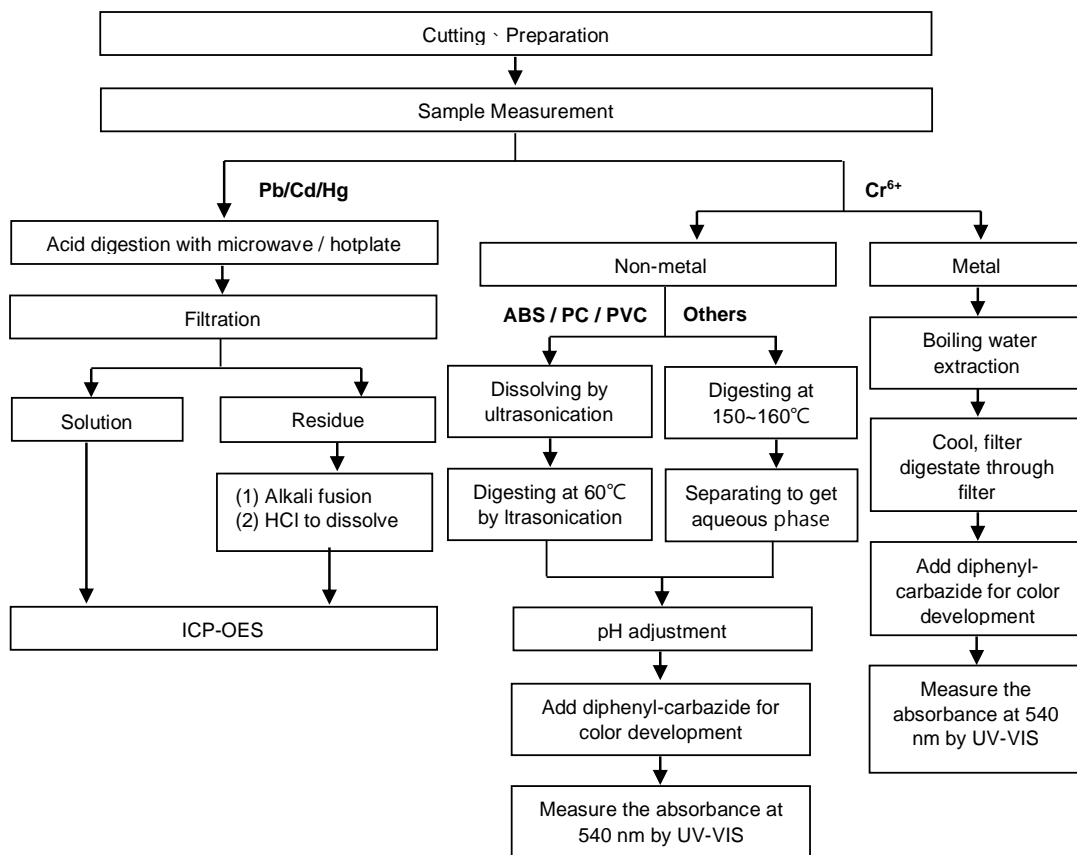 Cutting、Preparation
Sample Measurement
Pb/Cd/Hg
Cr⁶⁺
Acid digestion with microwave / hotplate
Non-metal
Metal
Filtration
ABS / PC / PVC
Others
Boiling water
extraction
Solution
Residue
Dissolving by
ultrasonication
Digesting at
150~160℃
Cool, filter
digestate through
filter
(1) Alkali fusion
(2) HCl to dissolve
Digesting at 60℃
by ltrasonication
Separating to get
aqueous phase
Add diphenyl-
carbazide for color
development
ICP-OES
pH adjustment
Measure the
absorbance at 540
nm by UV-VIS
Add diphenyl-carbazide for
color development
Measure the absorbance at
540 nm by UV-VIS